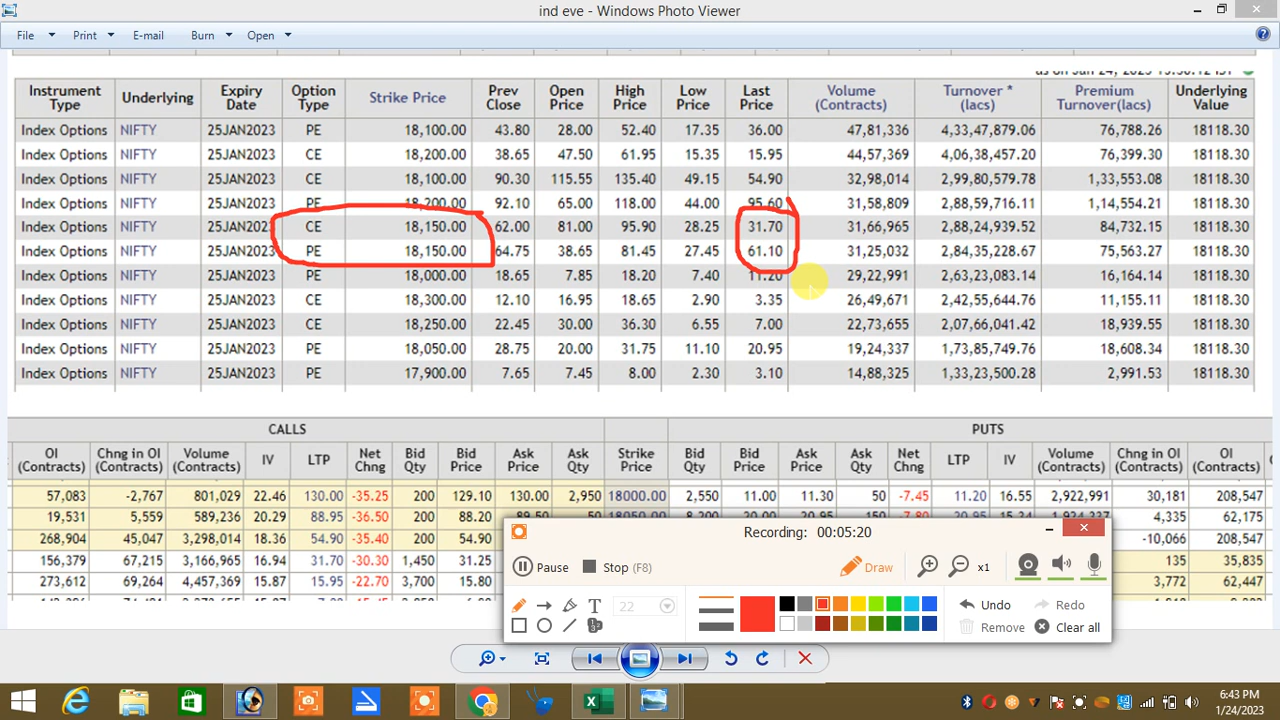 ind eve - Windows Photo Viewer
File Print E-mail Burn Open
as on Jan 24, 2023
Instrument Type Underlying Expiry Date Option Type Strike Price Prev Close Open Price High Price Low Price Last Price Volume (Contracts) Turnover * (lacs) Premium Turnover(lacs) Underlying Value
Index Options NIFTY 25JAN2023 PE 18,100.00 43.80 28.00 52.40 17.35 36.00 47,81,336 4,33,47,879.06 76,788.26 18118.30
Index Options NIFTY 25JAN2023 CE 18,200.00 38.65 47.50 61.95 15.35 15.95 44,57,369 4,06,38,457.20 76,399.30 18118.30
Index Options NIFTY 25JAN2023 CE 18,100.00 90.30 115.55 135.40 49.15 54.90 32,98,014 2,99,80,579.78 1,33,553.08 18118.30
Index Options NIFTY 25JAN2023 PE 18,200.00 92.10 65.00 118.00 44.00 95.60 31,58,809 2,88,59,716.11 1,14,554.21 18118.30
Index Options NIFTY 25JAN2023 CE 18,150.00 62.00 81.00 95.90 28.25 31.70 31,66,965 2,88,24,939.52 84,732.15 18118.30
Index Options NIFTY 25JAN2023 PE 18,150.00 64.75 38.65 81.45 27.45 61.10 31,25,032 2,84,35,228.67 75,563.27 18118.30
Index Options NIFTY 25JAN2023 PE 18,000.00 18.65 7.85 18.20 7.40 11.20 29,22,991 2,63,23,083.14 16,164.14 18118.30
Index Options NIFTY 25JAN2023 CE 18,300.00 12.10 16.95 18.65 2.90 3.35 26,49,671 2,42,55,644.76 11,155.11 18118.30
Index Options NIFTY 25JAN2023 CE 18,250.00 22.45 30.00 36.30 6.55 7.00 22,73,655 2,07,66,041.42 18,939.55 18118.30
Index Options NIFTY 25JAN2023 PE 18,050.00 28.75 20.00 31.75 11.10 20.95 19,24,337 1,73,85,749.76 18,608.34 18118.30
Index Options NIFTY 25JAN2023 PE 17,900.00 7.65 7.45 8.00 2.30 3.10 14,88,325 1,33,23,500.28 2,991.53 18118.30
CALLS PUTS
OI (Contracts) Chng in OI (Contracts) Volume (Contracts) IV LTP Net Chng Bid Qty Bid Price Ask Price Ask Qty Strike Price Bid Qty Bid Price Ask Price Ask Qty Net Chng LTP IV Volume (Contracts) Chng in OI (Contracts) OI (Contracts)
57,083 -2,767 801,029 22.46 130.00 -35.25 200 129.10 130.00 2,950 18000.00 2,550 11.00 11.30 50 -7.45 11.20 16.55 2,922,991 30,181 208,547
19,531 5,559 589,236 20.29 88.95 -36.50 200 88.20 89.50 50 18050.00 4,335 62,175
268,904 45,047 3,298,014 18.36 54.90 -35.40 200 54.90 -10,066 208,547
156,379 67,215 3,166,965 16.94 31.70 -30.30 1,450 31.25 135 35,835
273,612 69,264 4,457,369 15.87 15.95 -22.70 3,700 15.80 3,772 62,447
Recording: 00:05:20
Pause Stop (F8) Draw x1
T 22 Undo Redo
Remove Clear all
6:43 PM
1/24/2023